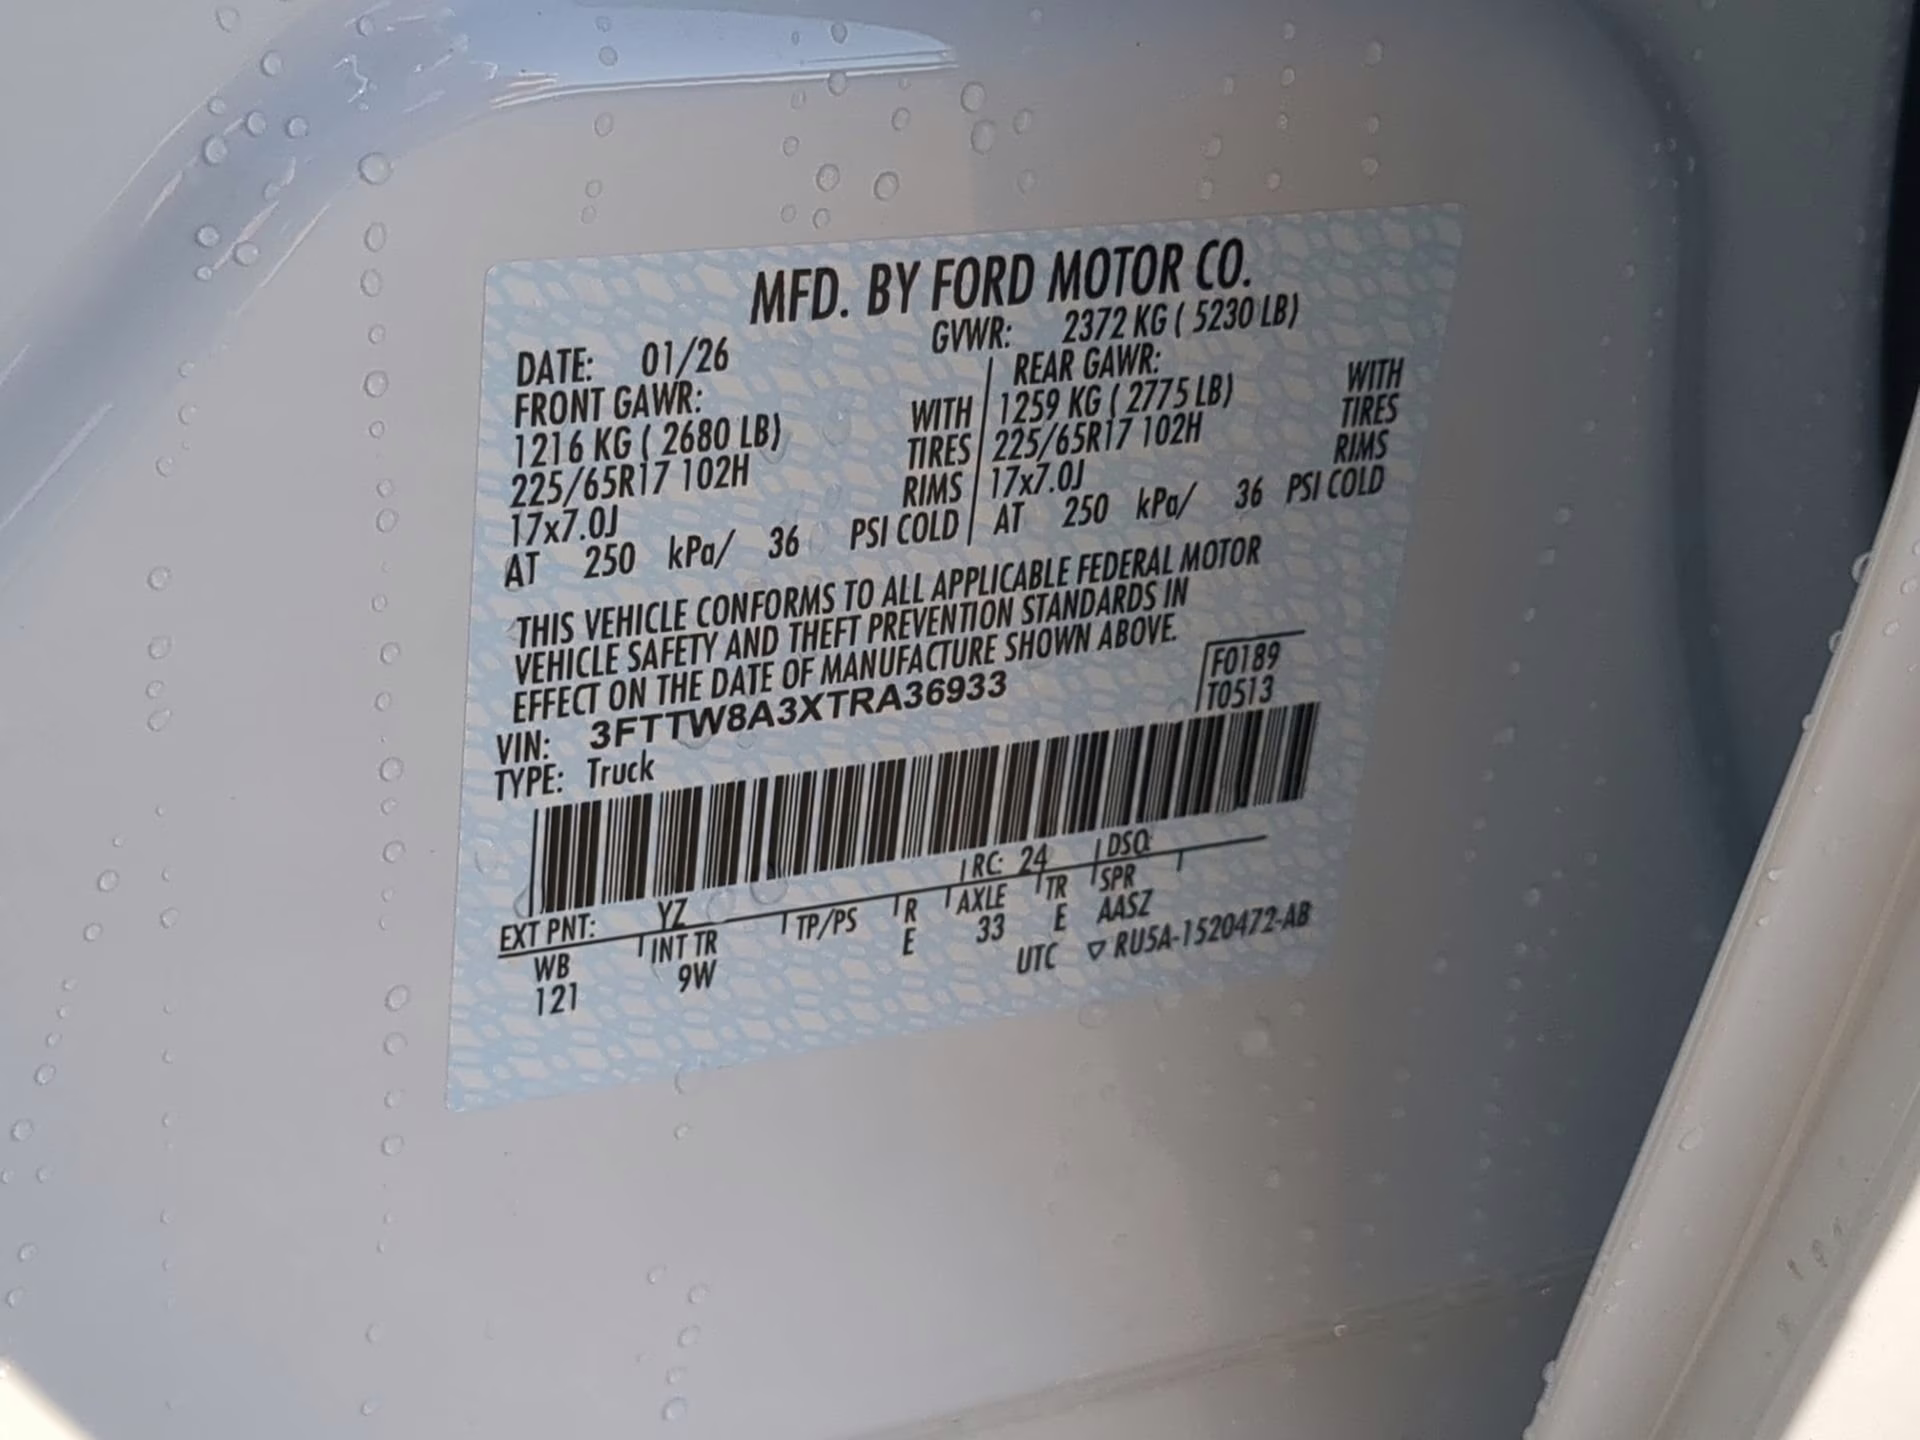 MFD. BY FORD MOTOR CO.
DATE: 01/26 GVWR: 2372 KG ( 5230 LB)
FRONT GAWR: REAR GAWR:
1216 KG ( 2680 LB) WITH 1259 KG ( 2775 LB) WITH
225/65R17 102H TIRES 225/65R17 102H TIRES
17x7.0J RIMS 17x7.0J RIMS
AT 250 kPa/ 36 PSI COLD AT 250 kPa/ 36 PSI COLD
THIS VEHICLE CONFORMS TO ALL APPLICABLE FEDERAL MOTOR
VEHICLE SAFETY AND THEFT PREVENTION STANDARDS IN
EFFECT ON THE DATE OF MANUFACTURE SHOWN ABOVE.
VIN: 3FTTW8A3XTRA36933 F0189
TYPE: Truck T0513
EXT PNT: YZ RC: 24 DSO:
WB INT TR TP/PS R AXLE TR SPR
121 9W E 33 E AASZ
UTC ▽ RU5A-1520472-AB